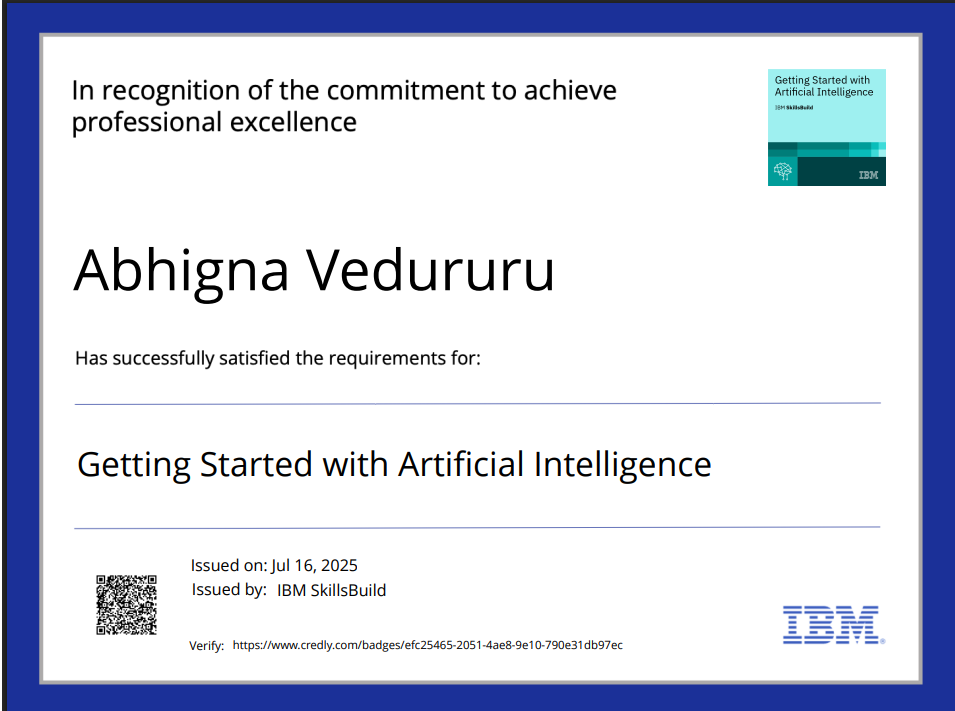 In recognition of the commitment to achieve
professional excellence
Getting Started with
Artificial Intelligence
IBM SkillsBuild
IBM
Abhigna Vedururu
Has successfully satisfied the requirements for:
Getting Started with Artificial Intelligence
Issued on: Jul 16, 2025
Issued by: IBM SkillsBuild
IBM®
Verify: https://www.credly.com/badges/efc25465-2051-4ae8-9e10-790e31db97ec